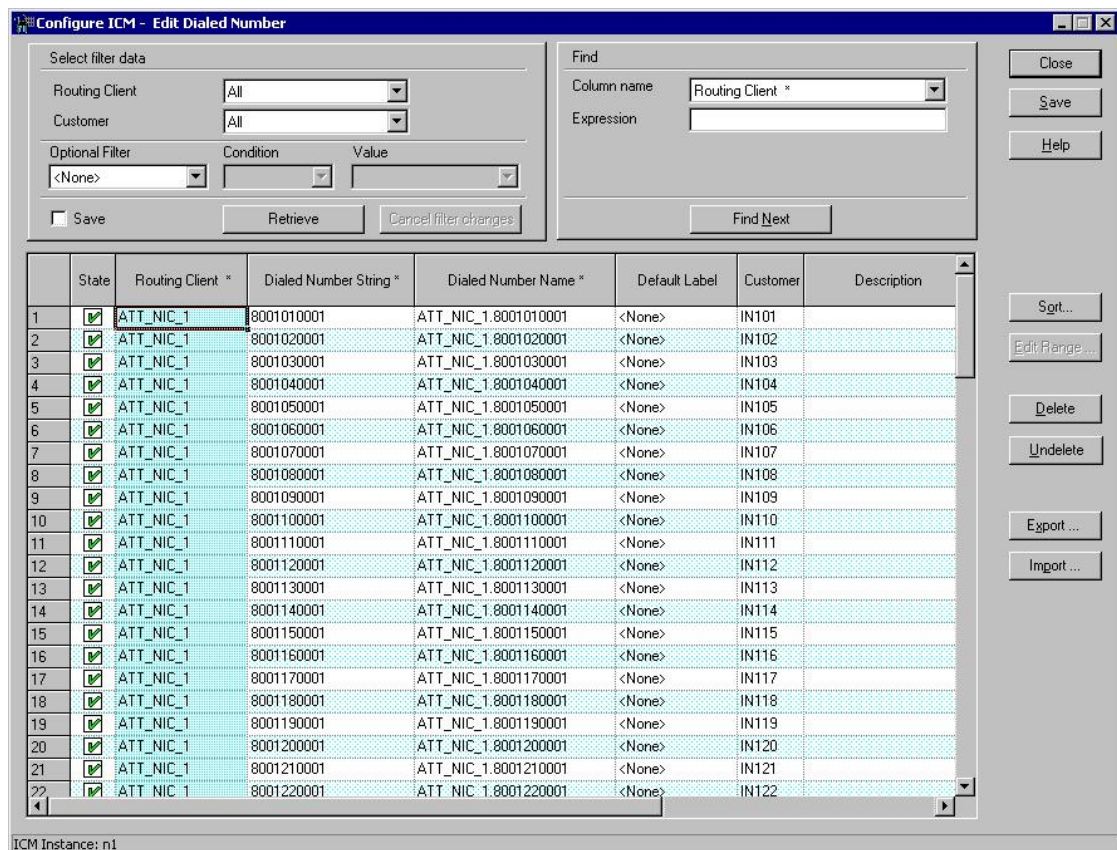 Configure ICM - Edit Dialed Number
Select filter data
Routing Client All
Customer All
Optional Filter Condition Value
<None>
Save Retrieve Cancel filter changes
Find
Column name Routing Client *
Expression
Find Next
Close
Save
Help
State Routing Client * Dialed Number String * Dialed Number Name * Default Label Customer Description
1 ATT_NIC_1 8001010001 ATT_NIC_1.8001010001 <None> IN101
2 ATT_NIC_1 8001020001 ATT_NIC_1.8001020001 <None> IN102
3 ATT_NIC_1 8001030001 ATT_NIC_1.8001030001 <None> IN103
4 ATT_NIC_1 8001040001 ATT_NIC_1.8001040001 <None> IN104
5 ATT_NIC_1 8001050001 ATT_NIC_1.8001050001 <None> IN105
6 ATT_NIC_1 8001060001 ATT_NIC_1.8001060001 <None> IN106
7 ATT_NIC_1 8001070001 ATT_NIC_1.8001070001 <None> IN107
8 ATT_NIC_1 8001080001 ATT_NIC_1.8001080001 <None> IN108
9 ATT_NIC_1 8001090001 ATT_NIC_1.8001090001 <None> IN109
10 ATT_NIC_1 8001100001 ATT_NIC_1.8001100001 <None> IN110
11 ATT_NIC_1 8001110001 ATT_NIC_1.8001110001 <None> IN111
12 ATT_NIC_1 8001120001 ATT_NIC_1.8001120001 <None> IN112
13 ATT_NIC_1 8001130001 ATT_NIC_1.8001130001 <None> IN113
14 ATT_NIC_1 8001140001 ATT_NIC_1.8001140001 <None> IN114
15 ATT_NIC_1 8001150001 ATT_NIC_1.8001150001 <None> IN115
16 ATT_NIC_1 8001160001 ATT_NIC_1.8001160001 <None> IN116
17 ATT_NIC_1 8001170001 ATT_NIC_1.8001170001 <None> IN117
18 ATT_NIC_1 8001180001 ATT_NIC_1.8001180001 <None> IN118
19 ATT_NIC_1 8001190001 ATT_NIC_1.8001190001 <None> IN119
20 ATT_NIC_1 8001200001 ATT_NIC_1.8001200001 <None> IN120
21 ATT_NIC_1 8001210001 ATT_NIC_1.8001210001 <None> IN121
22 ATT_NIC_1 8001220001 ATT_NIC_1.8001220001 <None> IN122
Sort...
Edit Range ...
Delete
Undelete
Export ...
Import ...
ICM Instance: n1